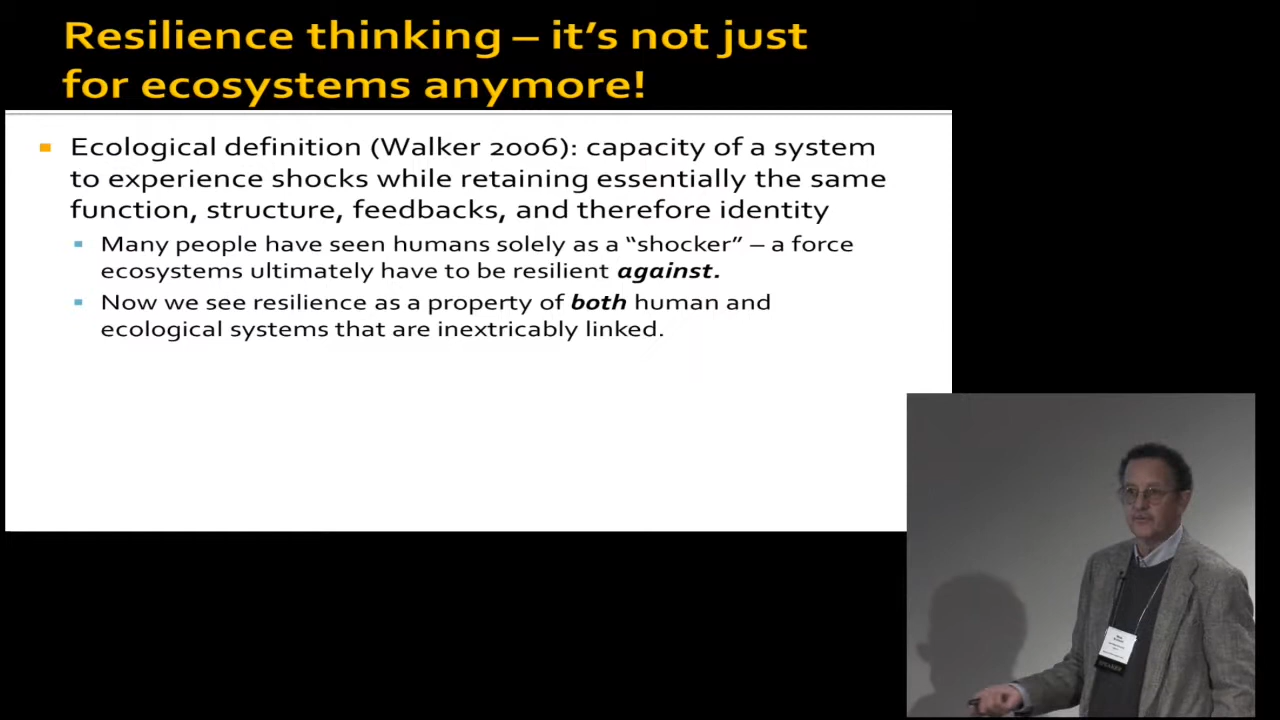 Resilience thinking – it's not just
for ecosystems anymore!
Ecological definition (Walker 2006): capacity of a system
to experience shocks while retaining essentially the same
function, structure, feedbacks, and therefore identity
Many people have seen humans solely as a “shocker” – a force
ecosystems ultimately have to be resilient against.
Now we see resilience as a property of both human and
ecological systems that are inextricably linked.
SPEAKER